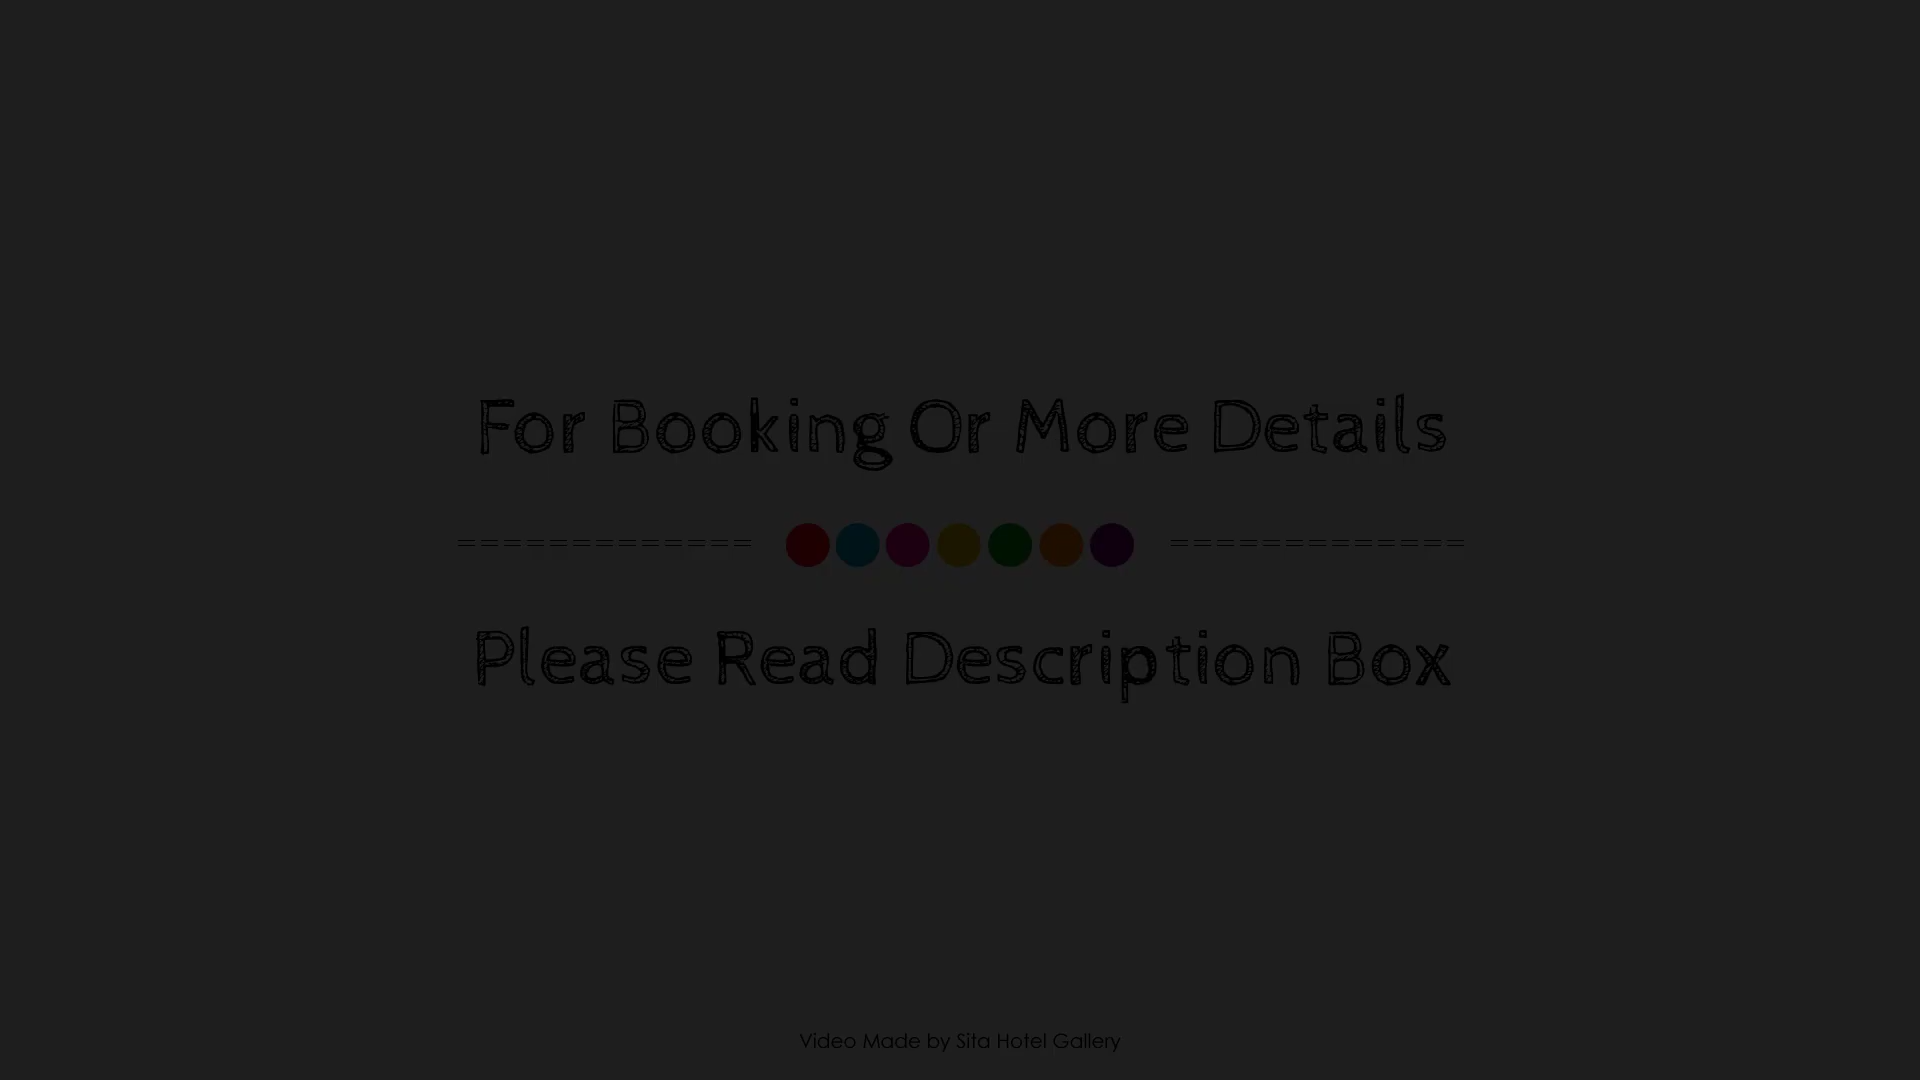 For Booking Or More Details
============= =============
Please Read Description Box
Video Made by Sita Hotel Gallery